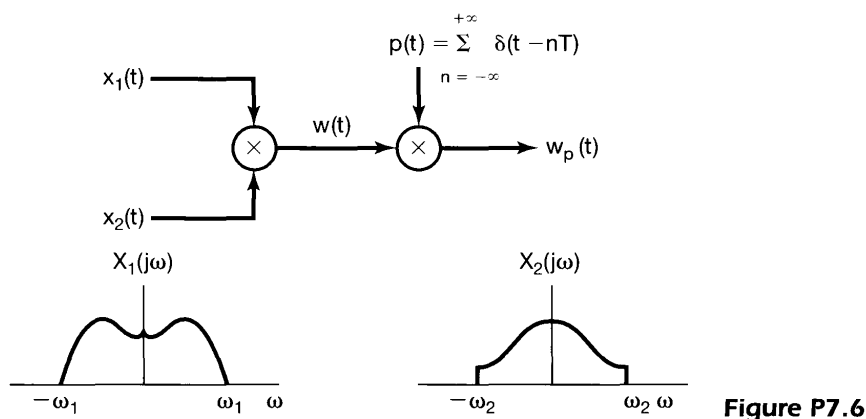 +∞
p(t) = Σ δ(t − nT)
n = −∞
x₁(t)
w(t)
× ×
wₚ(t)
x₂(t)
X₁(jω) X₂(jω)
−ω₁ ω₁ ω −ω₂ ω₂ ω Figure P7.6